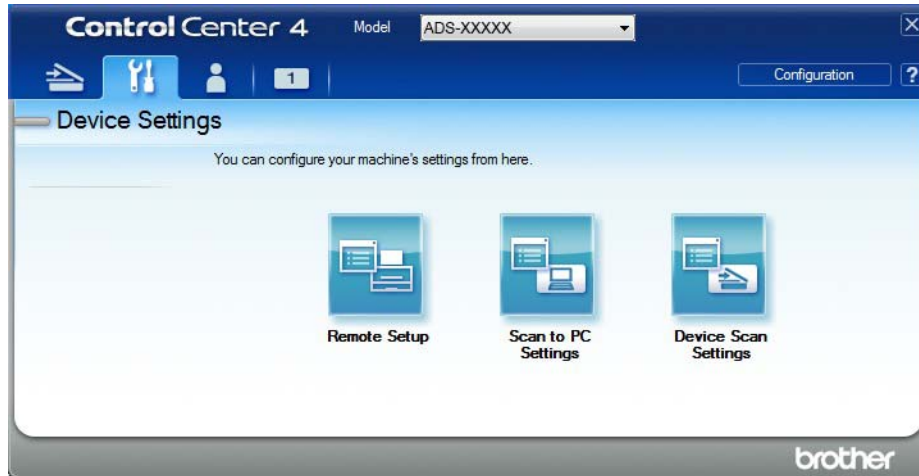 Control Center 4
Model
ADS-XXXXX
1
Configuration
?
Device Settings
You can configure your machine's settings from here.
Remote Setup
Scan to PC
Settings
Device Scan
Settings
brother